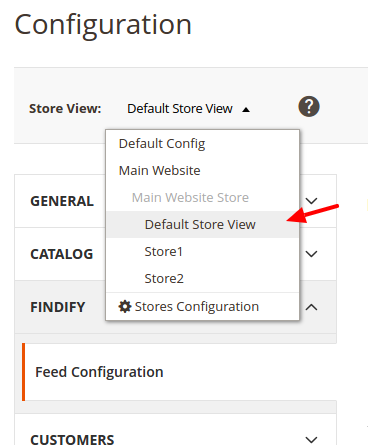 Configuration
Store View: Default Store View ?
Default Config
Main Website
Main Website Store
Default Store View
Store1
Store2
Stores Configuration
GENERAL
CATALOG
FINDIFY
Feed Configuration
CUSTOMERS